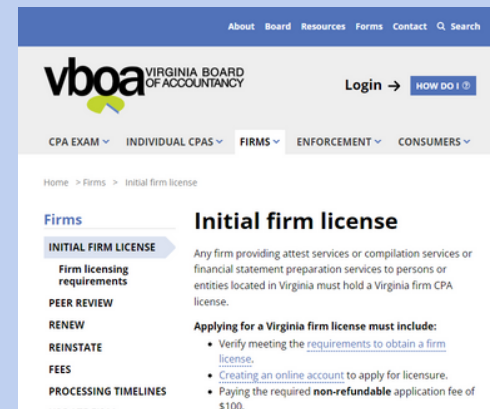 About Board Resources Forms Contact Search
vboa VIRGINIA BOARD
OF ACCOUNTANCY
Login → HOW DO I
CPA EXAM INDIVIDUAL CPAS FIRMS ENFORCEMENT CONSUMERS
Home > Firms > Initial firm license
Firms
INITIAL FIRM LICENSE
Firm licensing
requirements
PEER REVIEW
RENEW
REINSTATE
FEES
PROCESSING TIMELINES
Initial firm license
Any firm providing attest services or compilation services or
financial statement preparation services to persons or
entities located in Virginia must hold a Virginia firm CPA
license.
Applying for a Virginia firm license must include:
• Verify meeting the requirements to obtain a firm
license.
• Creating an online account to apply for licensure.
• Paying the required non-refundable application fee of
$100.